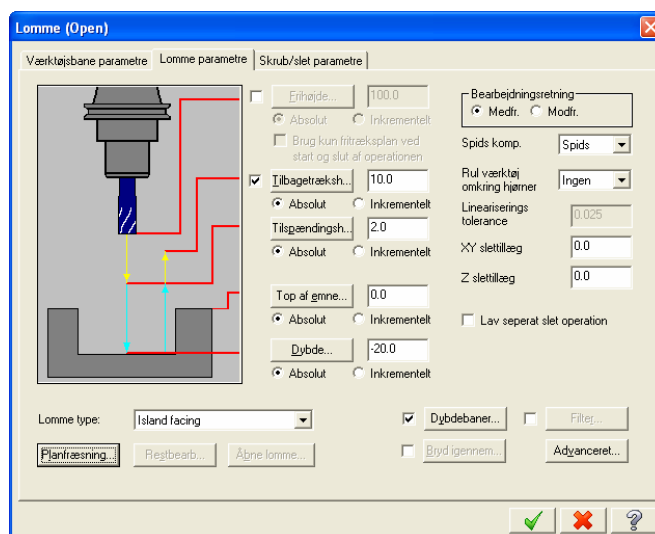 Lomme (Open)
Værktøjsbane parametre
Lomme parametre
Skrub/slet parametre
Frihøjde...
100.0
Absolut
Inkrementelt
Brug kun fritræksplan ved
start og slut af operationen
Tilbagetræksh...
10.0
Absolut
Inkrementelt
Tilspændingsh...
2.0
Absolut
Inkrementelt
Top af emne...
0.0
Absolut
Inkrementelt
Dybde...
-20.0
Absolut
Inkrementelt
Bearbejdningsretning
Medfr.
Modfr.
Spids komp.
Spids
Rul værktøj
omkring hjørner
Ingen
Lineariserings
tolerance
0.025
XY slettillæg
0.0
Z slettillæg
0.0
Lav seperat slet operation
Lomme type:
Island facing
Dybdebaner...
Filter...
Planfræsning...
Restbearb...
Åbne lomme...
Bryd igennem...
Advanceret...